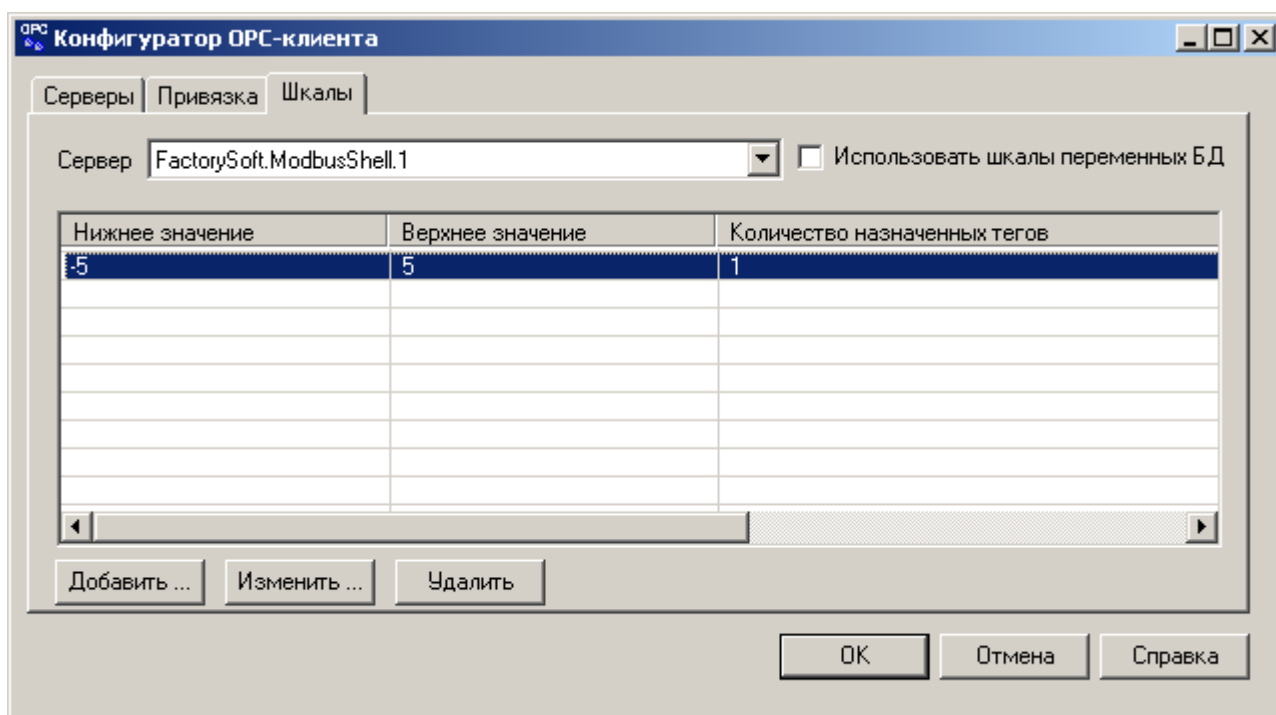 OPC Конфигуратор OPC-клиента
Серверы Привязка Шкалы
Сервер FactorySoft.ModbusShell.1 Использовать шкалы переменных БД
Нижнее значение Верхнее значение Количество назначенных тегов
-5 5 1
Добавить ... Изменить ... Удалить
OK Отмена Справка